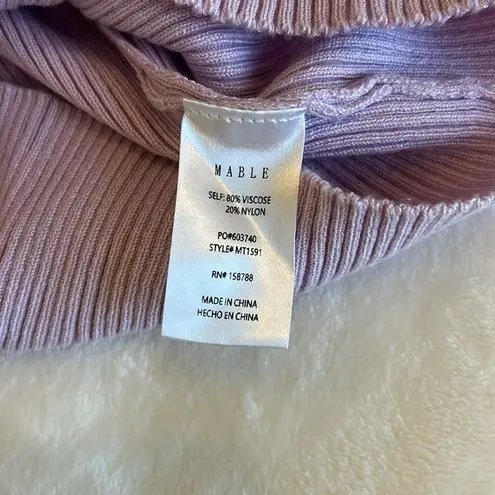 MABLE
SELF: 80% VISCOSE
20% NYLON
PO#603740
STYLE# MT1591
RN# 158788
MADE IN CHINA
HECHO EN CHINA